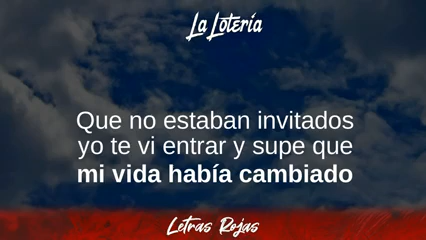 La Lotería
Que no estaban invitados
yo te vi entrar y supe que
mi vida había cambiado
Letras Rojas